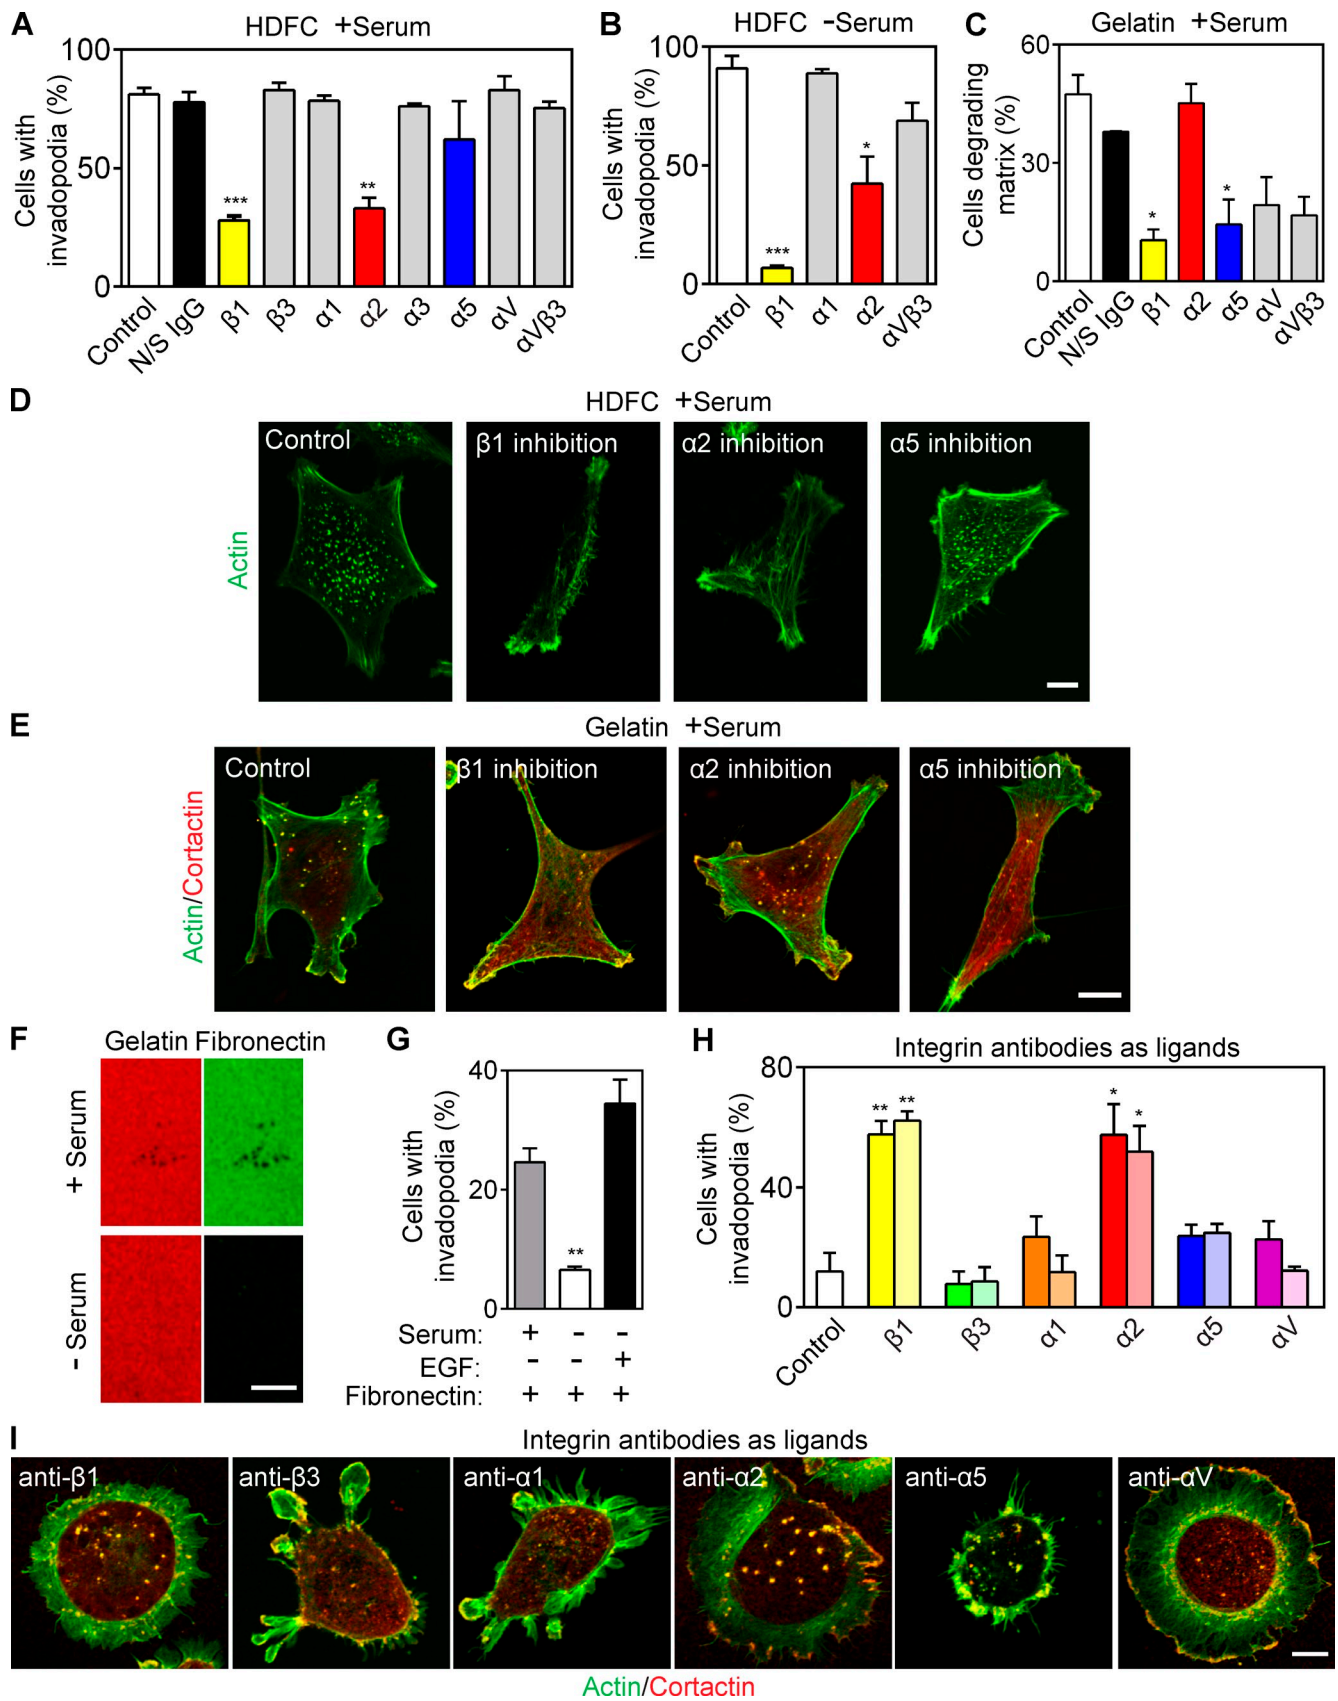 A
HDFC +Serum
Cells with
invadopodia (%)
100
50
0
***
**
Control
N/S IgG
β1
β3
α1
α2
α3
α5
αV
αVβ3
B
HDFC -Serum
Cells with
invadopodia (%)
100
50
0
***
*
Control
β1
α1
α2
αVβ3
C
Gelatin +Serum
Cells degrading
matrix (%)
60
30
0
*
*
Control
N/S IgG
β1
α2
α5
αV
αVβ3
D
HDFC +Serum
Actin
Control
β1 inhibition
α2 inhibition
α5 inhibition
E
Gelatin +Serum
Actin/Cortactin
Control
β1 inhibition
α2 inhibition
α5 inhibition
F
Gelatin Fibronectin
+ Serum
- Serum
G
Cells with
invadopodia (%)
40
20
0
**
Serum: + - -
EGF: - - +
Fibronectin: + + +
H
Integrin antibodies as ligands
Cells with
invadopodia (%)
80
40
0
** **
* *
Control
β1
β3
α1
α2
α5
αV
I
Integrin antibodies as ligands
anti-β1
anti-β3
anti-α1
anti-α2
anti-α5
anti-αV
Actin/Cortactin